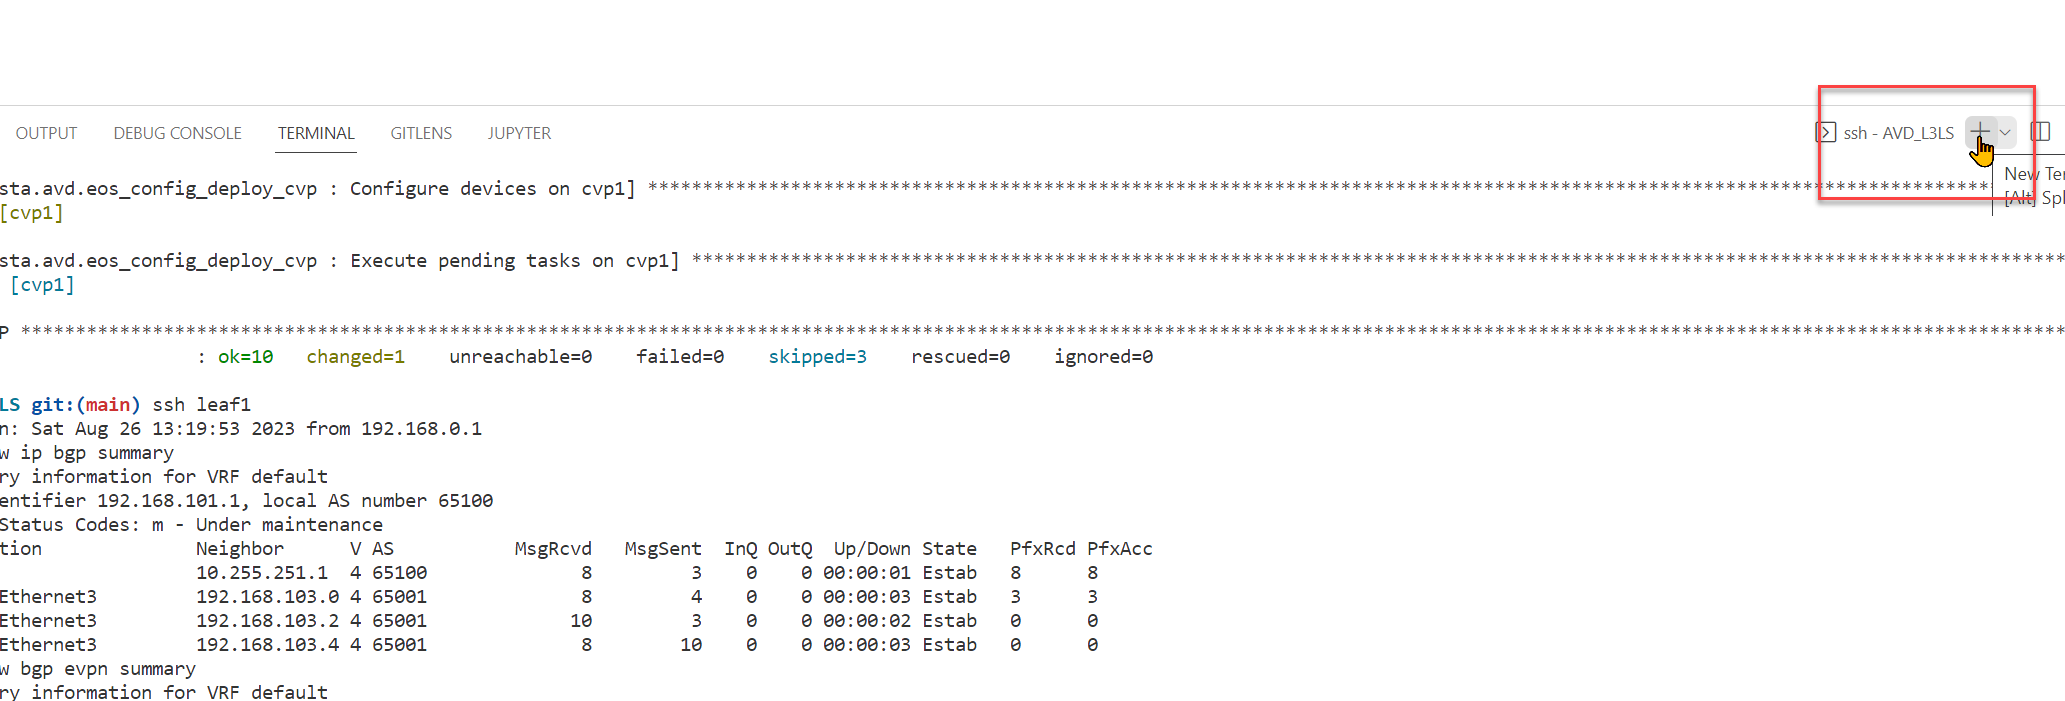 OUTPUT DEBUG CONSOLE TERMINAL GITLENS JUPYTER ssh - AVD_L3LS
New Ter
[Alt] Spl
sta.avd.eos_config_deploy_cvp : Configure devices on cvp1] ****************************************************************************************************************************
[cvp1]
sta.avd.eos_config_deploy_cvp : Execute pending tasks on cvp1] *****************************************************************************************************************************
[cvp1]
P ******************************************************************************************************************************************************************************************
: ok=10 changed=1 unreachable=0 failed=0 skipped=3 rescued=0 ignored=0
LS git:(main) ssh leaf1
n: Sat Aug 26 13:19:53 2023 from 192.168.0.1
w ip bgp summary
ry information for VRF default
entifier 192.168.101.1, local AS number 65100
Status Codes: m - Under maintenance
tion Neighbor V AS MsgRcvd MsgSent InQ OutQ Up/Down State PfxRcd PfxAcc
10.255.251.1 4 65100 8 3 0 0 00:00:01 Estab 8 8
Ethernet3 192.168.103.0 4 65001 8 4 0 0 00:00:03 Estab 3 3
Ethernet3 192.168.103.2 4 65001 10 3 0 0 00:00:02 Estab 0 0
Ethernet3 192.168.103.4 4 65001 8 10 0 0 00:00:03 Estab 0 0
w bgp evpn summary
ry information for VRF default